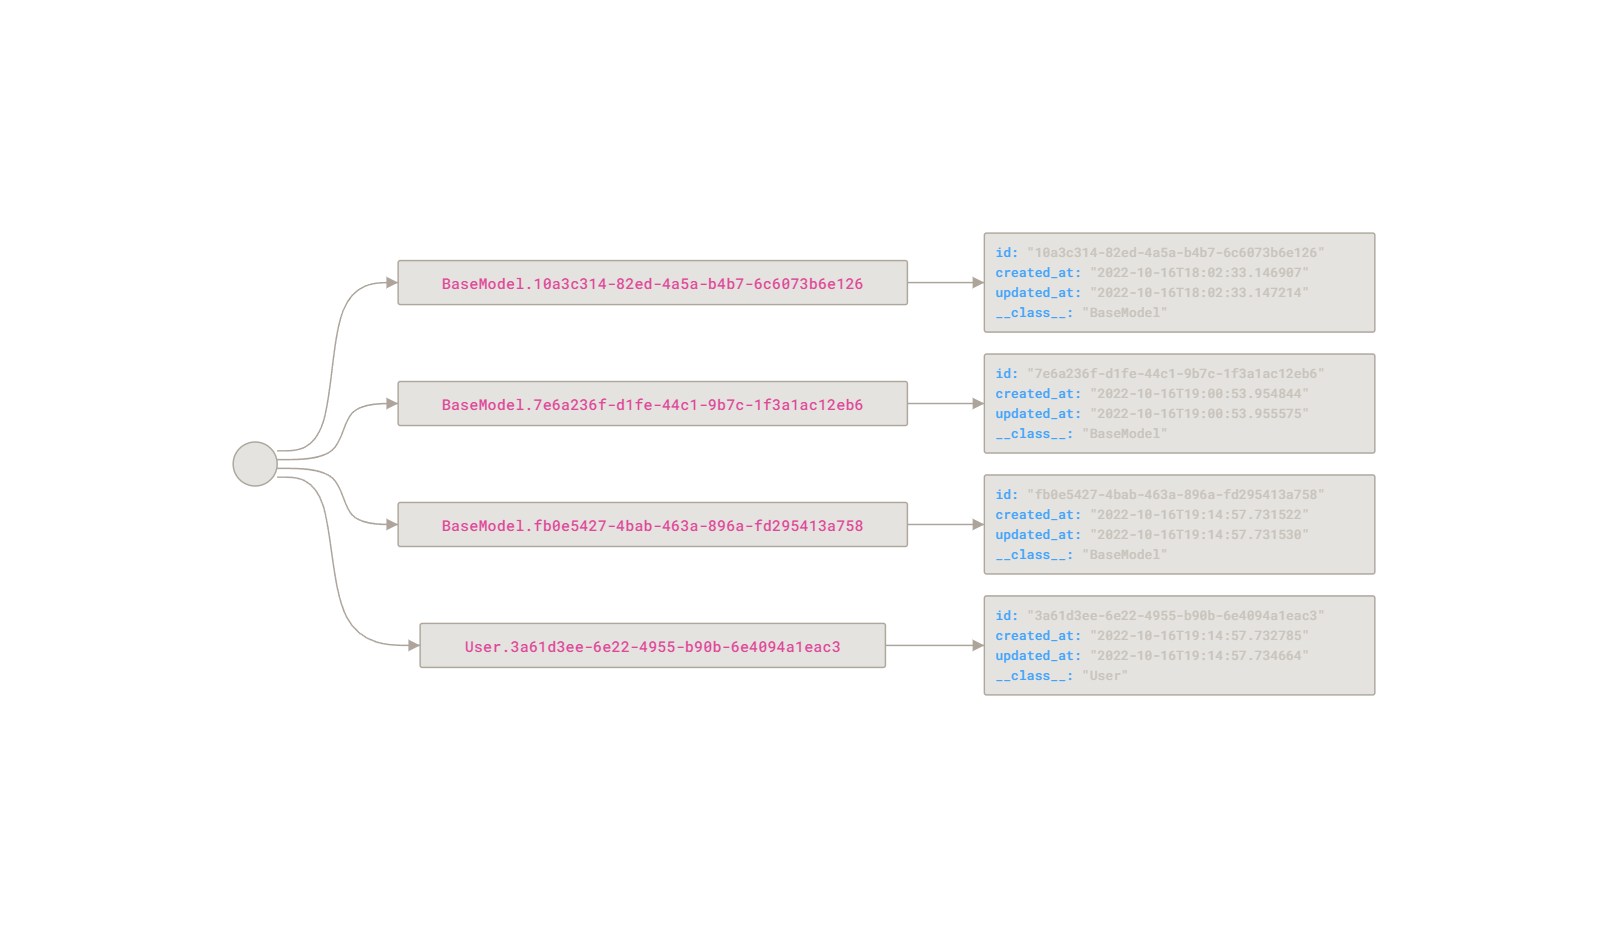 BaseModel.10a3c314-82ed-4a5a-b4b7-6c6073b6e126
id: "10a3c314-82ed-4a5a-b4b7-6c6073b6e126"
created_at: "2022-10-16T18:02:33.146907"
updated_at: "2022-10-16T18:02:33.147214"
__class__: "BaseModel"
BaseModel.7e6a236f-d1fe-44c1-9b7c-1f3a1ac12eb6
id: "7e6a236f-d1fe-44c1-9b7c-1f3a1ac12eb6"
created_at: "2022-10-16T19:00:53.954844"
updated_at: "2022-10-16T19:00:53.955575"
__class__: "BaseModel"
BaseModel.fb0e5427-4bab-463a-896a-fd295413a758
id: "fb0e5427-4bab-463a-896a-fd295413a758"
created_at: "2022-10-16T19:14:57.731522"
updated_at: "2022-10-16T19:14:57.731530"
__class__: "BaseModel"
User.3a61d3ee-6e22-4955-b90b-6e4094a1eac3
id: "3a61d3ee-6e22-4955-b90b-6e4094a1eac3"
created_at: "2022-10-16T19:14:57.732785"
updated_at: "2022-10-16T19:14:57.734664"
__class__: "User"